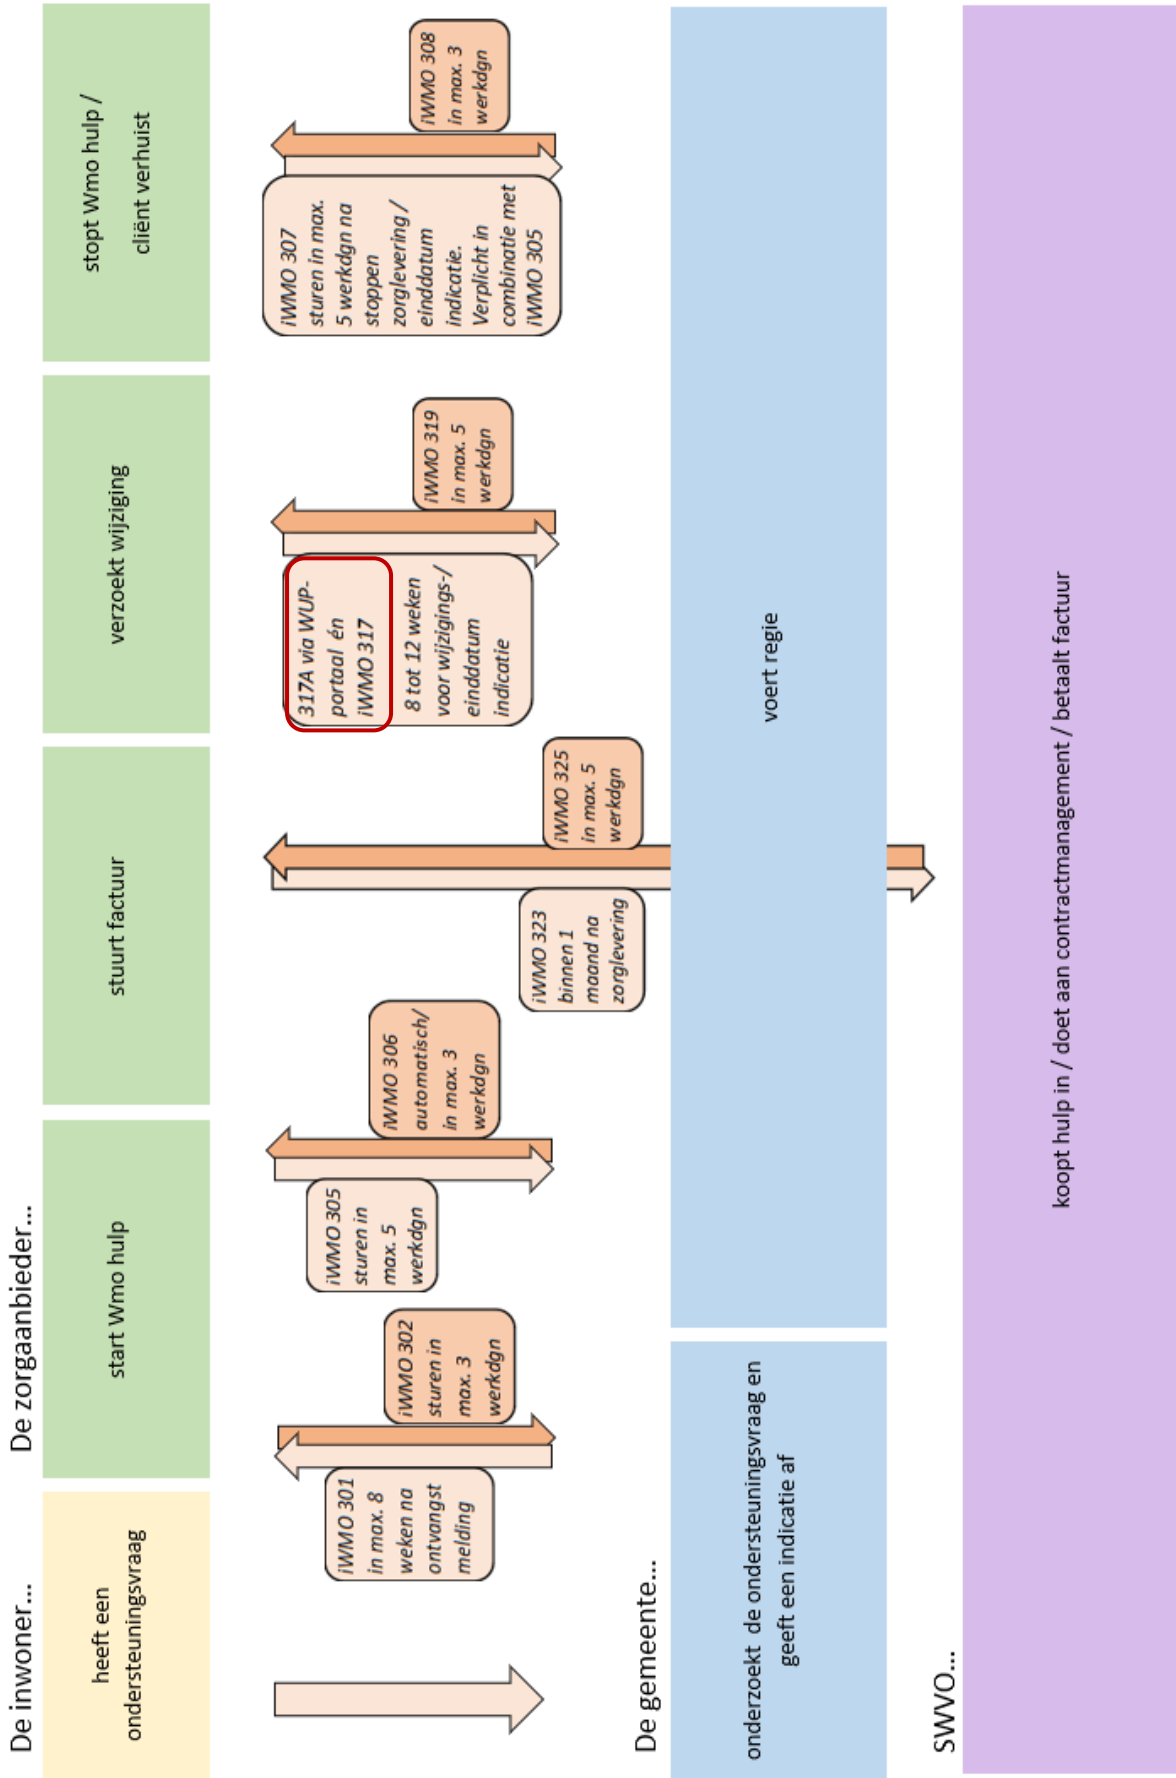 De inwoner...
De zorgaanbieder...
heeft een
ondersteuningsvraag
start Wmo hulp
stuurt factuur
verzoekt wijziging
stopt Wmo hulp /
cliënt verhuist
iWMO 301
in max. 8
weken na
ontvangst
melding
iWMO 302
sturen in
max. 3
werkdgn
iWMO 305
sturen in
max. 5
werkdgn
iWMO 306
automatisch/
in max. 3
werkdgn
iWMO 323
binnen 1
maand na
zorglevering
iWMO 325
in max. 5
werkdgn
317A via WUP-
portaal én
iWMO 317
8 tot 12 weken
voor wijzigings-/
einddatum
indicatie
iWMO 319
in max. 5
werkdgn
iWMO 307
sturen in max.
5 werkdgn na
stoppen
zorglevering /
einddatum
indicatie.
Verplicht in
combinatie met
iWMO 305
iWMO 308
in max. 3
werkdgn
De gemeente...
onderzoekt de ondersteuningsvraag en
geeft een indicatie af
voert regie
SWVO...
koopt hulp in / doet aan contractmanagement / betaalt factuur